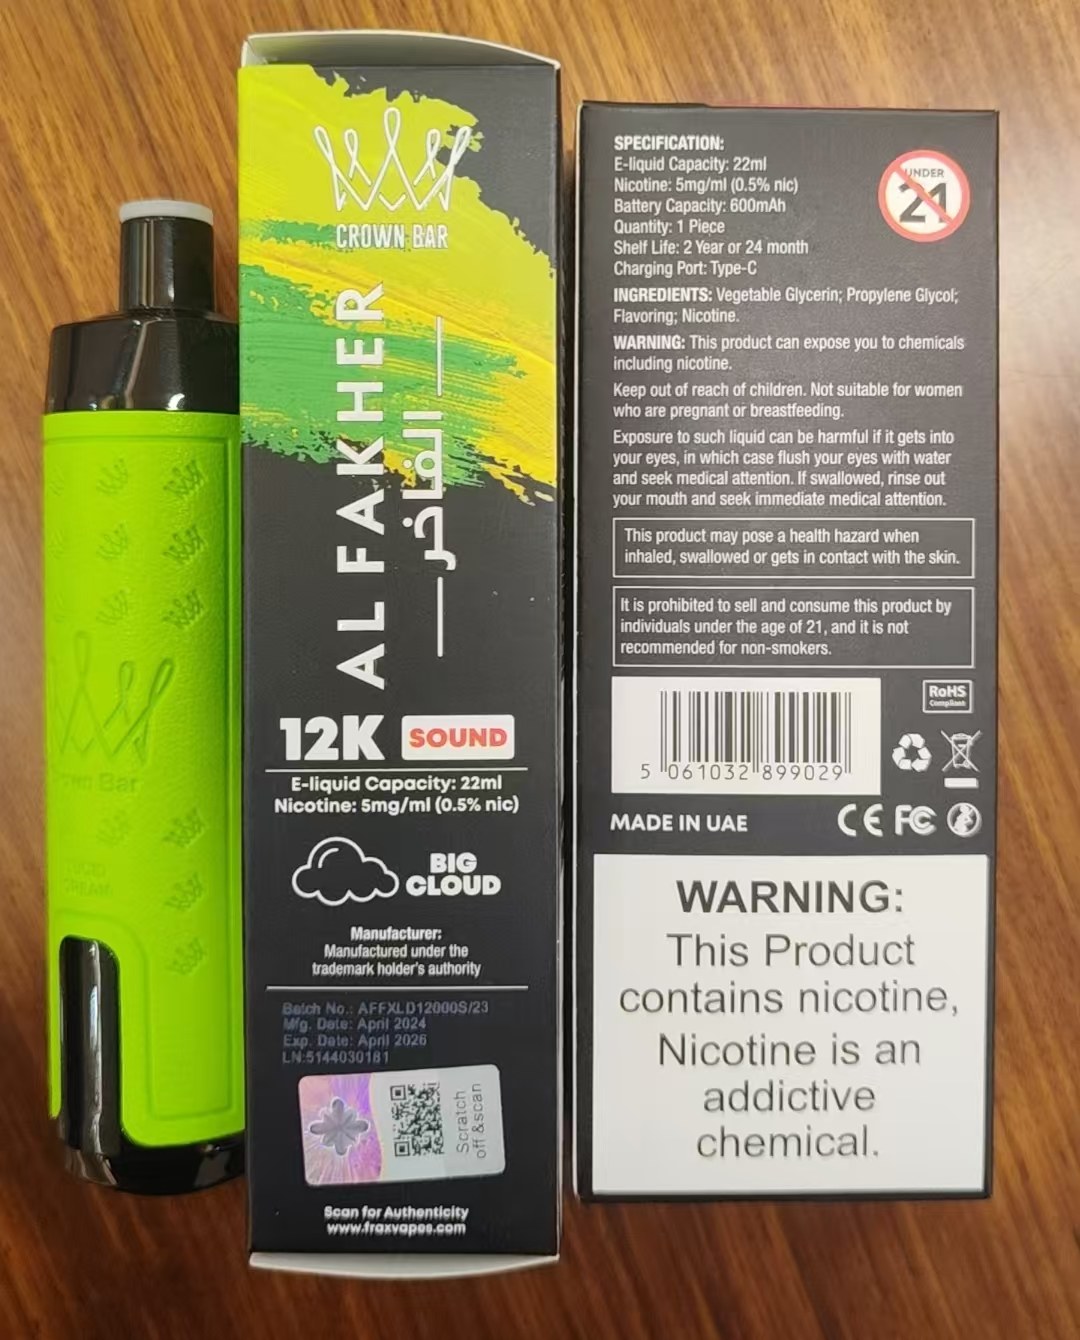 CROWN BAR
AL FAKHER
الفاخر
12K SOUND
E-liquid Capacity: 22ml
Nicotine: 5mg/ml (0.5% nic)
BIG
CLOUD
Manufacturer:
Manufactured under the
trademark holder's authority
Batch No.: AFFXLD12000S/23
Mfg. Date: April 2024
Exp. Date: April 2026
LN:5144030181
Scratch
off &scan
Scan for Authenticity
www.fraxvapes.com
SPECIFICATION:
E-liquid Capacity: 22ml
Nicotine: 5mg/ml (0.5% nic)
Battery Capacity: 600mAh
Quantity: 1 Piece
Shelf Life: 2 Year or 24 month
Charging Port: Type-C
UNDER
21
INGREDIENTS: Vegetable Glycerin; Propylene Glycol;
Flavoring; Nicotine.
WARNING: This product can expose you to chemicals
including nicotine.
Keep out of reach of children. Not suitable for women
who are pregnant or breastfeeding.
Exposure to such liquid can be harmful if it gets into
your eyes, in which case flush your eyes with water
and seek medical attention. If swallowed, rinse out
your mouth and seek immediate medical attention.
This product may pose a health hazard when
inhaled, swallowed or gets in contact with the skin.
It is prohibited to sell and consume this product by
individuals under the age of 21, and it is not
recommended for non-smokers.
RoHS
Compliant
5 061032 899029
MADE IN UAE
CE FC
WARNING:
This Product
contains nicotine,
Nicotine is an
addictive
chemical.
Bar